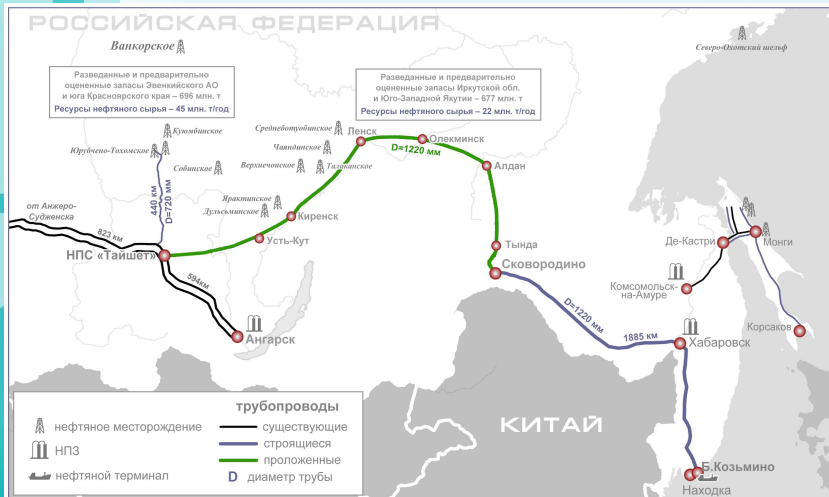 РОССИЙСКАЯ ФЕДЕРАЦИЯ
Ванкорское
Северо-Охотский шельф
Разведанные и предварительно
оцененные запасы Эвенкийского АО
и юга Красноярского края – 696 млн. т
Ресурсы нефтяного сырья – 45 млн. т/год
Разведанные и предварительно
оцененные запасы Иркутской обл.
и Юго-Западной Якутии – 677 млн. т
Ресурсы нефтяного сырья – 22 млн. т/год
Куюмбинское
Юрубчено-Тохомское
Собинское
Среднеботуобинское
Чаяндинское
Верхнечонское
Талаканское
Ленск
Олекминск
D=1220 мм
Алдан
440 км
D=720 мм
Ярактинское
Дульсьминское
Киренск
от Анжеро-
Судженска
823 км
НПС «Тайшет»
Усть-Кут
Тында
Сковородино
Де-Кастри
Монги
594км
Ангарск
D=1220 мм
1885 км
Комсомольск-
на-Амуре
Корсаков
Хабаровск
КИТАЙ
Б.Козьмино
Находка
трубопроводы
нефтяное месторождение
существующие
НПЗ
строящиеся
проложенные
нефтяной терминал
D диаметр трубы